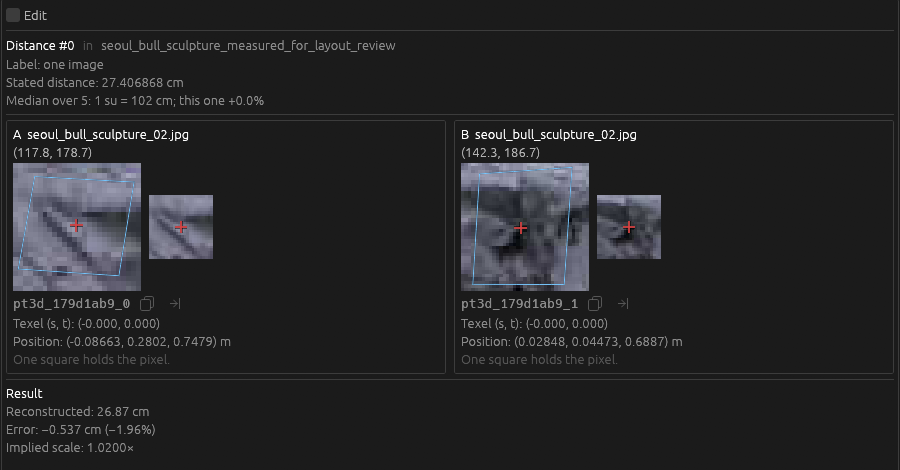 Edit
Distance #0 in seoul_bull_sculpture_measured_for_layout_review
Label: one image
Stated distance: 27.406868 cm
Median over 5: 1 su = 102 cm; this one +0.0%
A seoul_bull_sculpture_02.jpg
(117.8, 178.7)
pt3d_179d1ab9_0
Texel (s, t): (-0.000, 0.000)
Position: (-0.08663, 0.2802, 0.7479) m
One square holds the pixel.
B seoul_bull_sculpture_02.jpg
(142.3, 186.7)
pt3d_179d1ab9_1
Texel (s, t): (-0.000, 0.000)
Position: (0.02848, 0.04473, 0.6887) m
One square holds the pixel.
Result
Reconstructed: 26.87 cm
Error: −0.537 cm (−1.96%)
Implied scale: 1.0200×